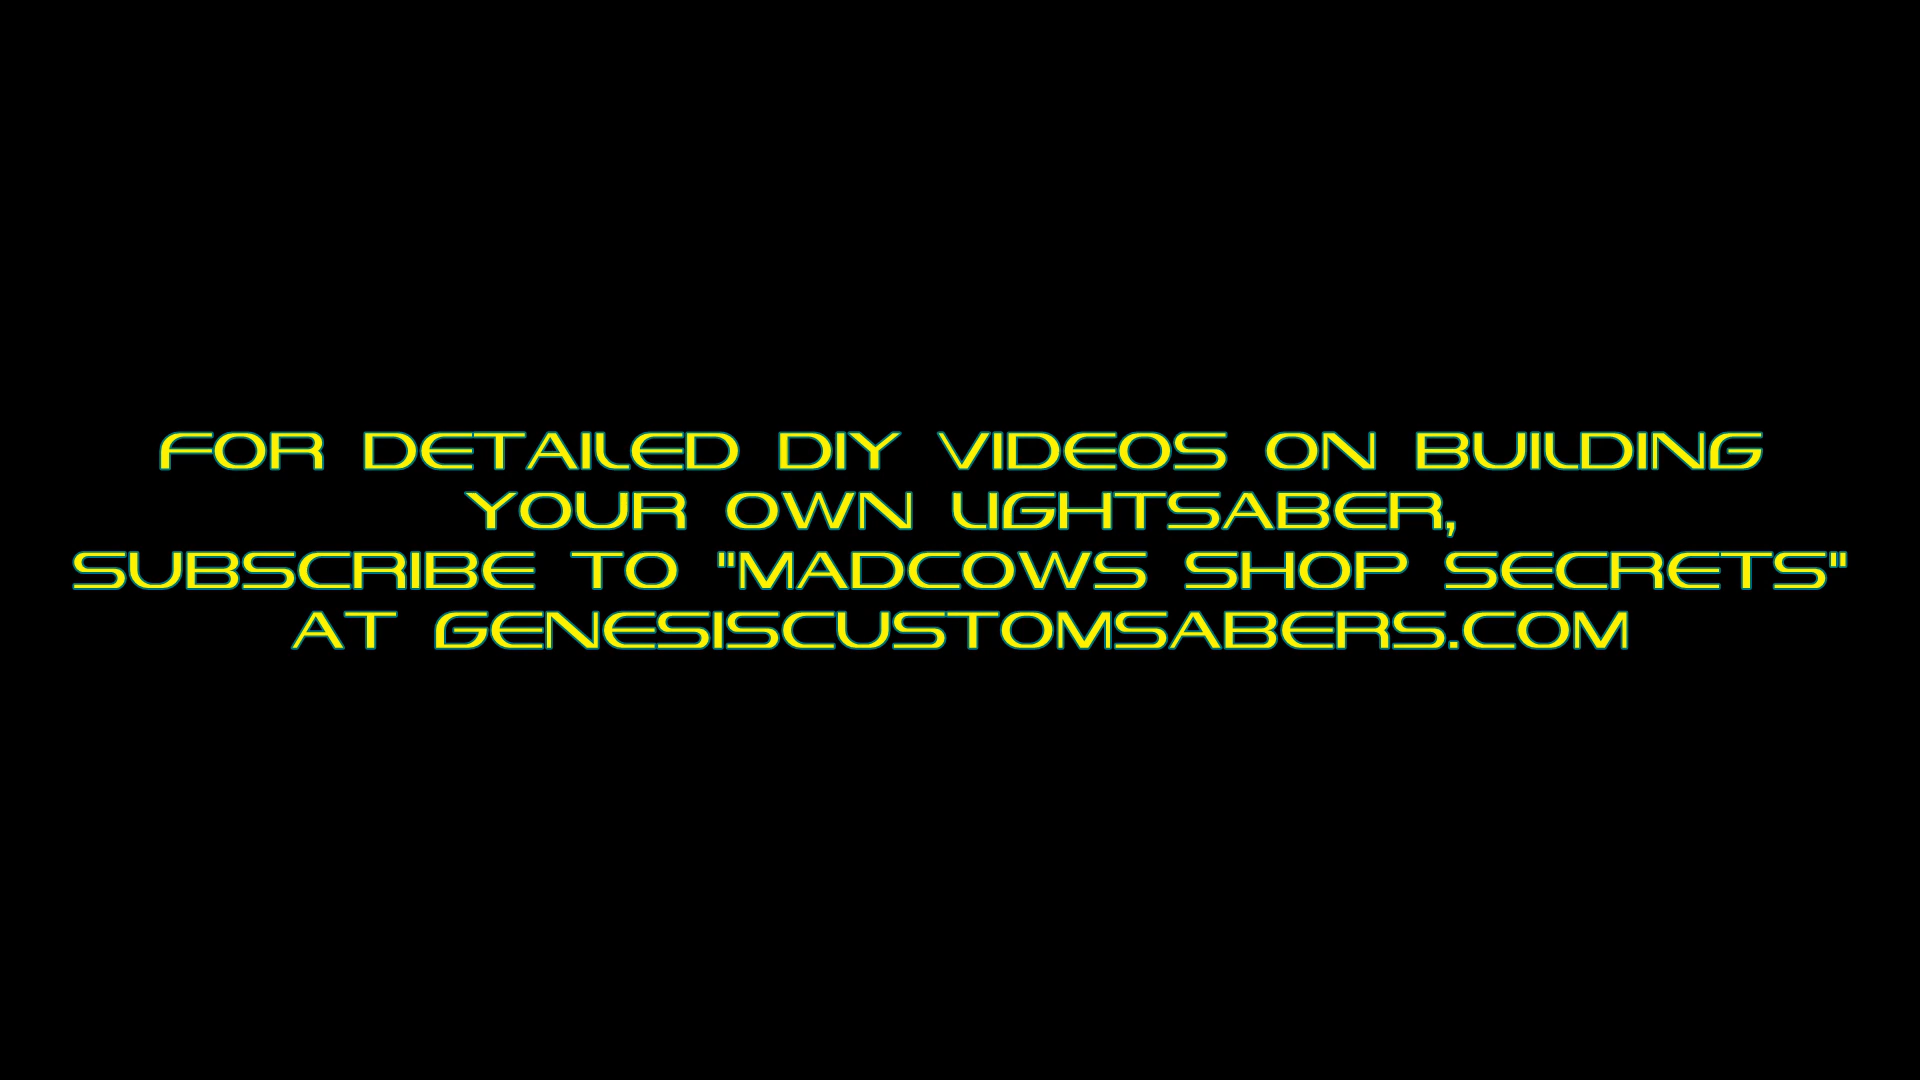 FOR DETAILED DIY VIDEOS ON BUILDING
YOUR OWN LIGHTSABER,
SUBSCRIBE TO "MADCOWS SHOP SECRETS"
AT GENESISCUSTOMSABERS.COM